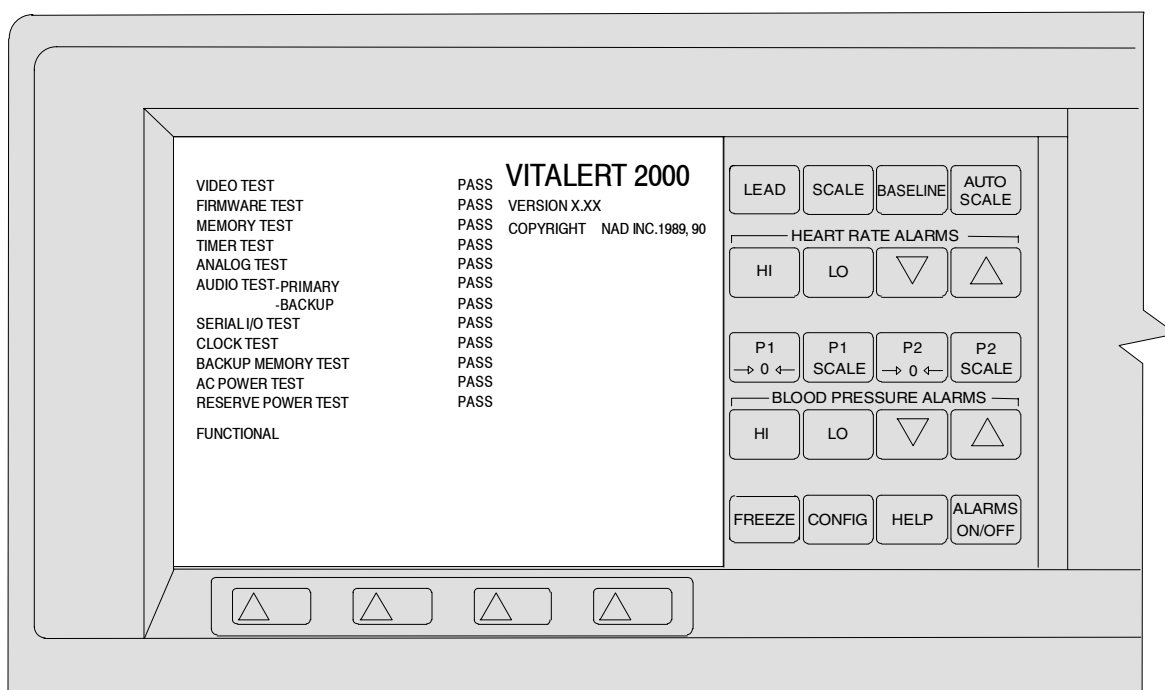 VITALERT 2000
VERSION X.XX
COPYRIGHT NAD INC.1989, 90
VIDEO TEST PASS
FIRMWARE TEST PASS
MEMORY TEST PASS
TIMER TEST PASS
ANALOG TEST PASS
AUDIO TEST-PRIMARY PASS
-BACKUP PASS
SERIAL I/O TEST PASS
CLOCK TEST PASS
BACKUP MEMORY TEST PASS
AC POWER TEST PASS
RESERVE POWER TEST PASS
FUNCTIONAL
LEAD SCALE BASELINE AUTO SCALE
HEART RATE ALARMS
HI LO
P1 →0← P1 SCALE P2 →0← P2 SCALE
BLOOD PRESSURE ALARMS
HI LO
FREEZE CONFIG HELP ALARMS ON/OFF